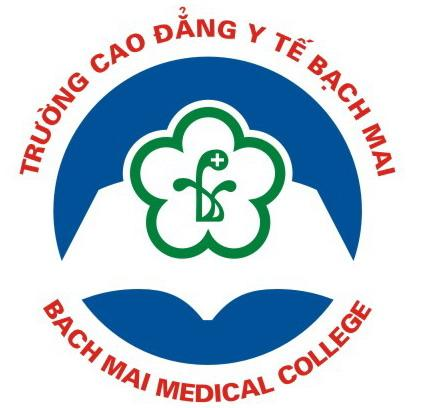 TRƯỜNG CAO ĐẲNG Y TẾ BẠCH MAI
BACH MAI MEDICAL COLLEGE